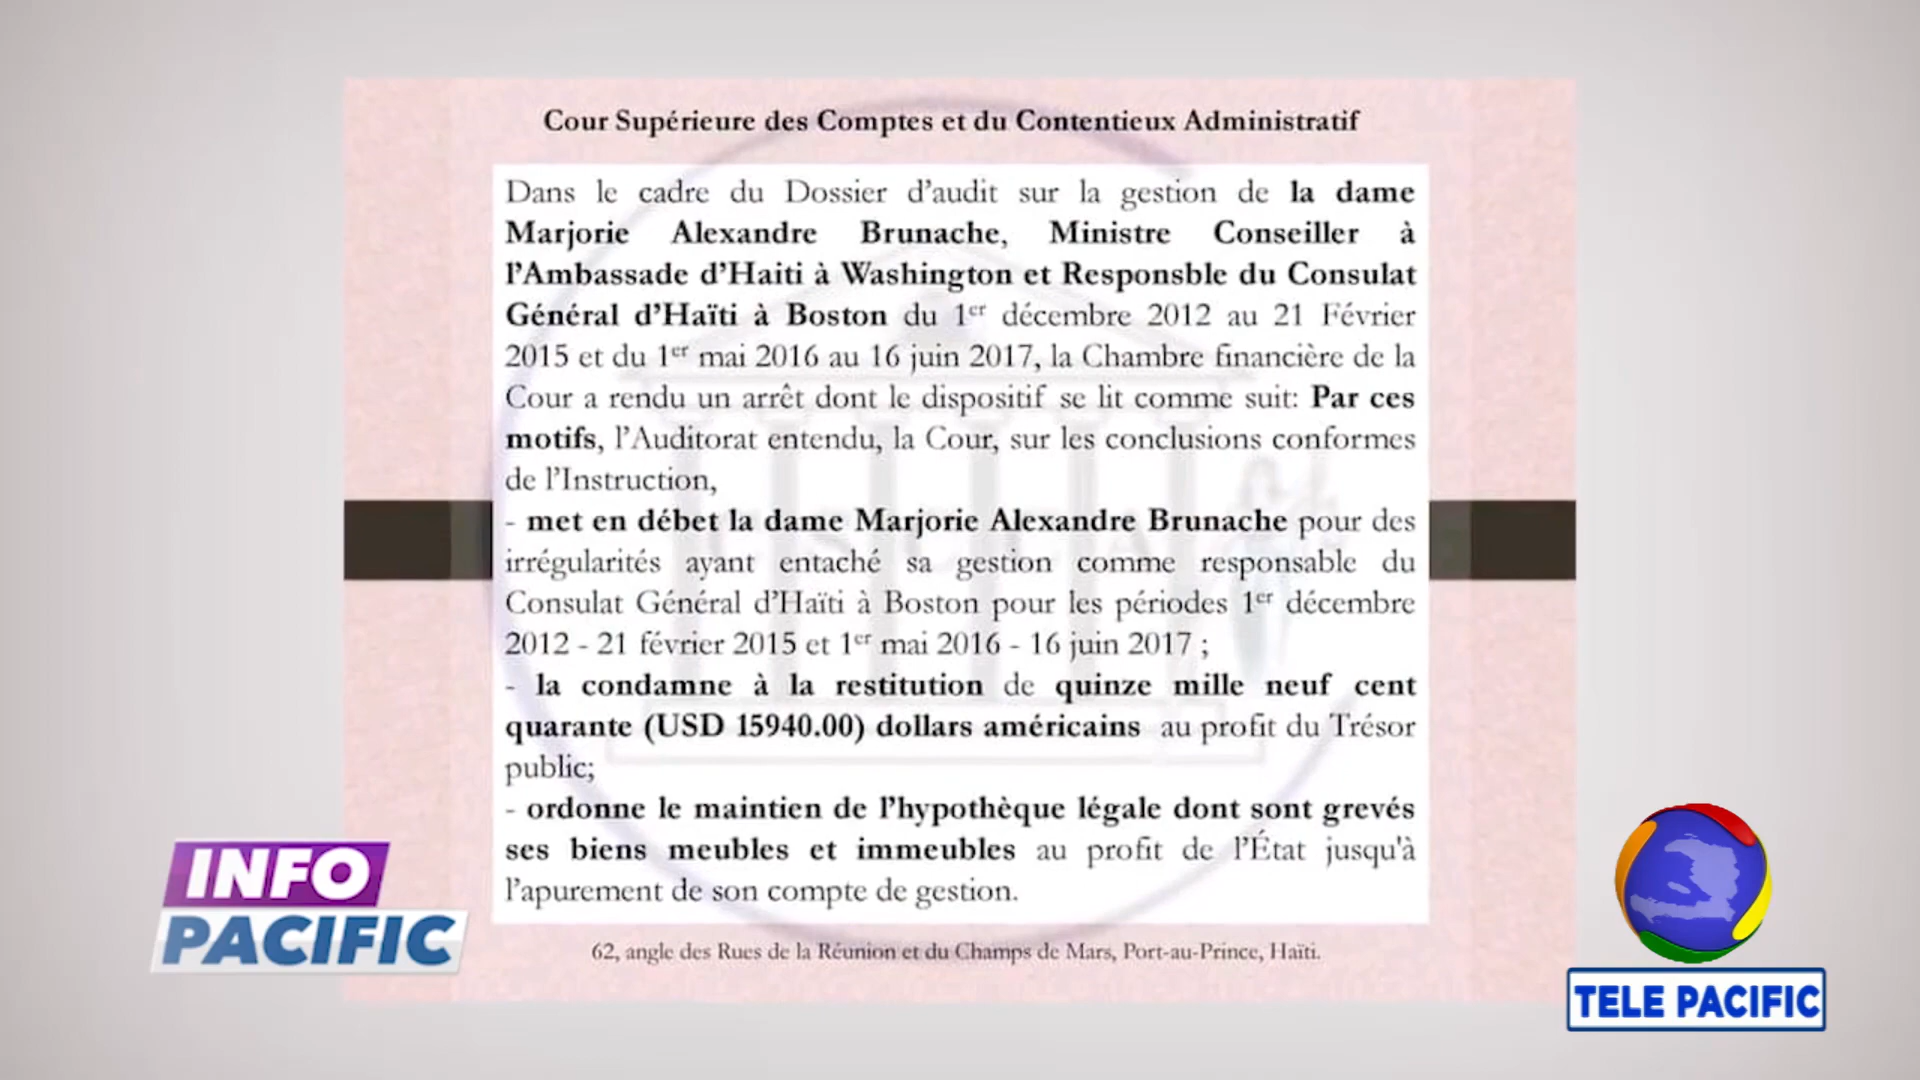 Cour Supérieure des Comptes et du Contentieux Administratif
Dans le cadre du Dossier d'audit sur la gestion de la dame
Marjorie Alexandre Brunache, Ministre Conseiller à
l'Ambassade d'Haiti à Washington et Responsble du Consulat
Général d'Haïti à Boston du 1er décembre 2012 au 21 Février
2015 et du 1er mai 2016 au 16 juin 2017, la Chambre financière de la
Cour a rendu un arrêt dont le dispositif se lit comme suit: Par ces
motifs, l'Auditorat entendu, la Cour, sur les conclusions conformes
de l'Instruction,
- met en débet la dame Marjorie Alexandre Brunache pour des
irrégularités ayant entaché sa gestion comme responsable du
Consulat Général d'Haïti à Boston pour les périodes 1er décembre
2012 - 21 février 2015 et 1er mai 2016 - 16 juin 2017 ;
- la condamne à la restitution de quinze mille neuf cent
quarante (USD 15940.00) dollars américains au profit du Trésor
public;
- ordonne le maintien de l'hypothèque légale dont sont grevés
ses biens meubles et immeubles au profit de l'État jusqu'à
l'apurement de son compte de gestion.
62, angle des Rues de la Réunion et du Champs de Mars, Port-au-Prince, Haïti.
INFO
PACIFIC
TELE PACIFIC